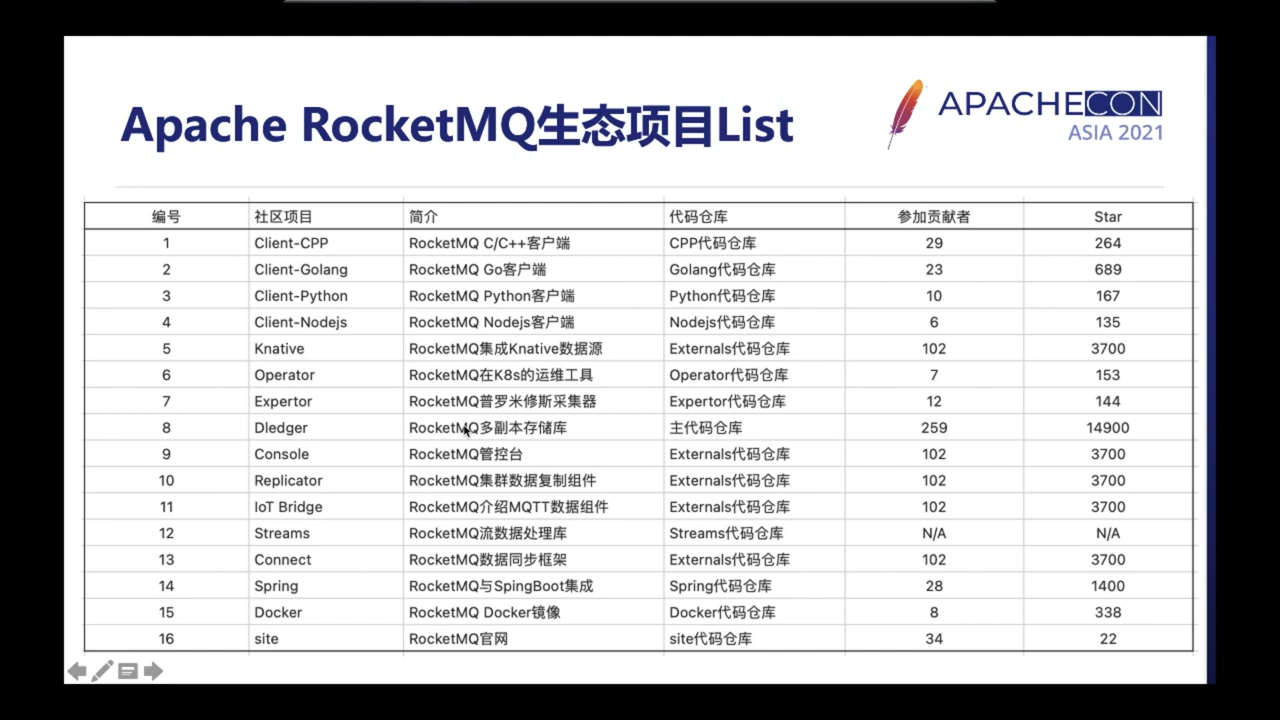 Apache RocketMQ生态项目List
APACHECON
ASIA 2021
编号 社区项目 简介 代码仓库 参加贡献者 Star
1 Client-CPP RocketMQ C/C++客户端 CPP代码仓库 29 264
2 Client-Golang RocketMQ Go客户端 Golang代码仓库 23 689
3 Client-Python RocketMQ Python客户端 Python代码仓库 10 167
4 Client-Nodejs RocketMQ Nodejs客户端 Nodejs代码仓库 6 135
5 Knative RocketMQ集成Knative数据源 Externals代码仓库 102 3700
6 Operator RocketMQ在K8s的运维工具 Operator代码仓库 7 153
7 Expertor RocketMQ普罗米修斯采集器 Expertor代码仓库 12 144
8 Dledger RocketMQ多副本存储库 主代码仓库 259 14900
9 Console RocketMQ管控台 Externals代码仓库 102 3700
10 Replicator RocketMQ集群数据复制组件 Externals代码仓库 102 3700
11 IoT Bridge RocketMQ介绍MQTT数据组件 Externals代码仓库 102 3700
12 Streams RocketMQ流数据处理库 Streams代码仓库 N/A N/A
13 Connect RocketMQ数据同步框架 Externals代码仓库 102 3700
14 Spring RocketMQ与SpingBoot集成 Spring代码仓库 28 1400
15 Docker RocketMQ Docker镜像 Docker代码仓库 8 338
16 site RocketMQ官网 site代码仓库 34 22